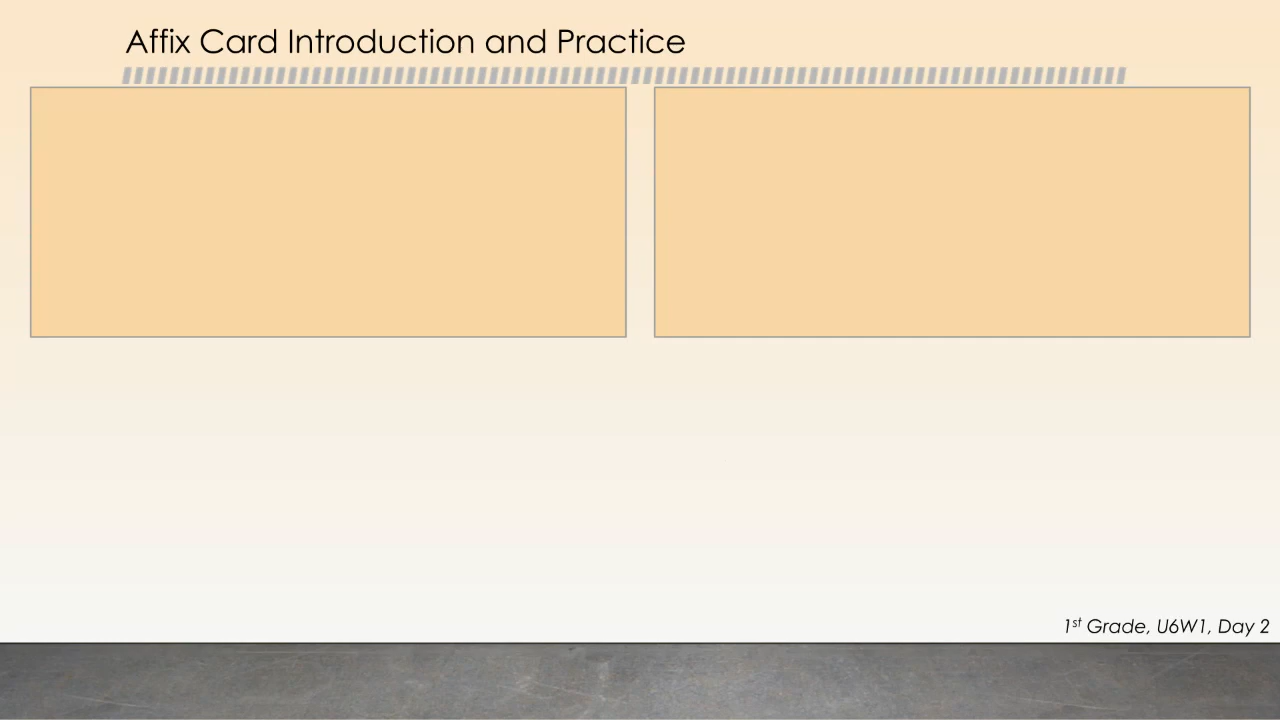 Affix Card Introduction and Practice
1st Grade, U6W1, Day 2